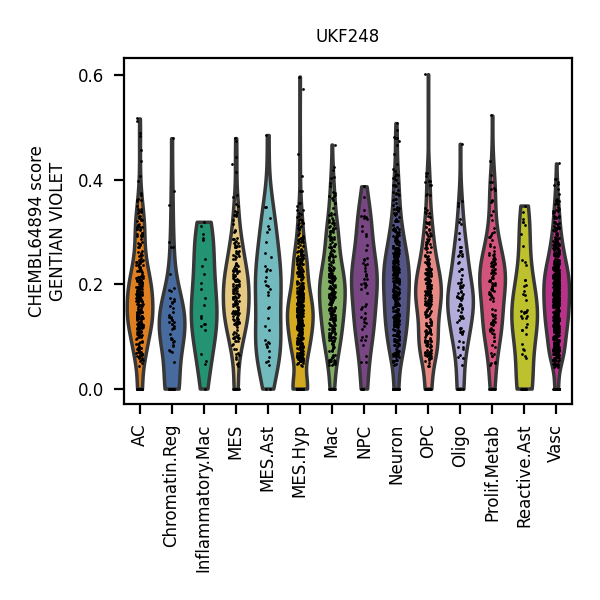 UKF248
CHEMBL64894 score
GENTIAN VIOLET
0.6
0.4
0.2
0.0
AC
Chromatin.Reg
Inflammatory.Mac
MES
MES.Ast
MES.Hyp
Mac
NPC
Neuron
OPC
Oligo
Prolif.Metab
Reactive.Ast
Vasc